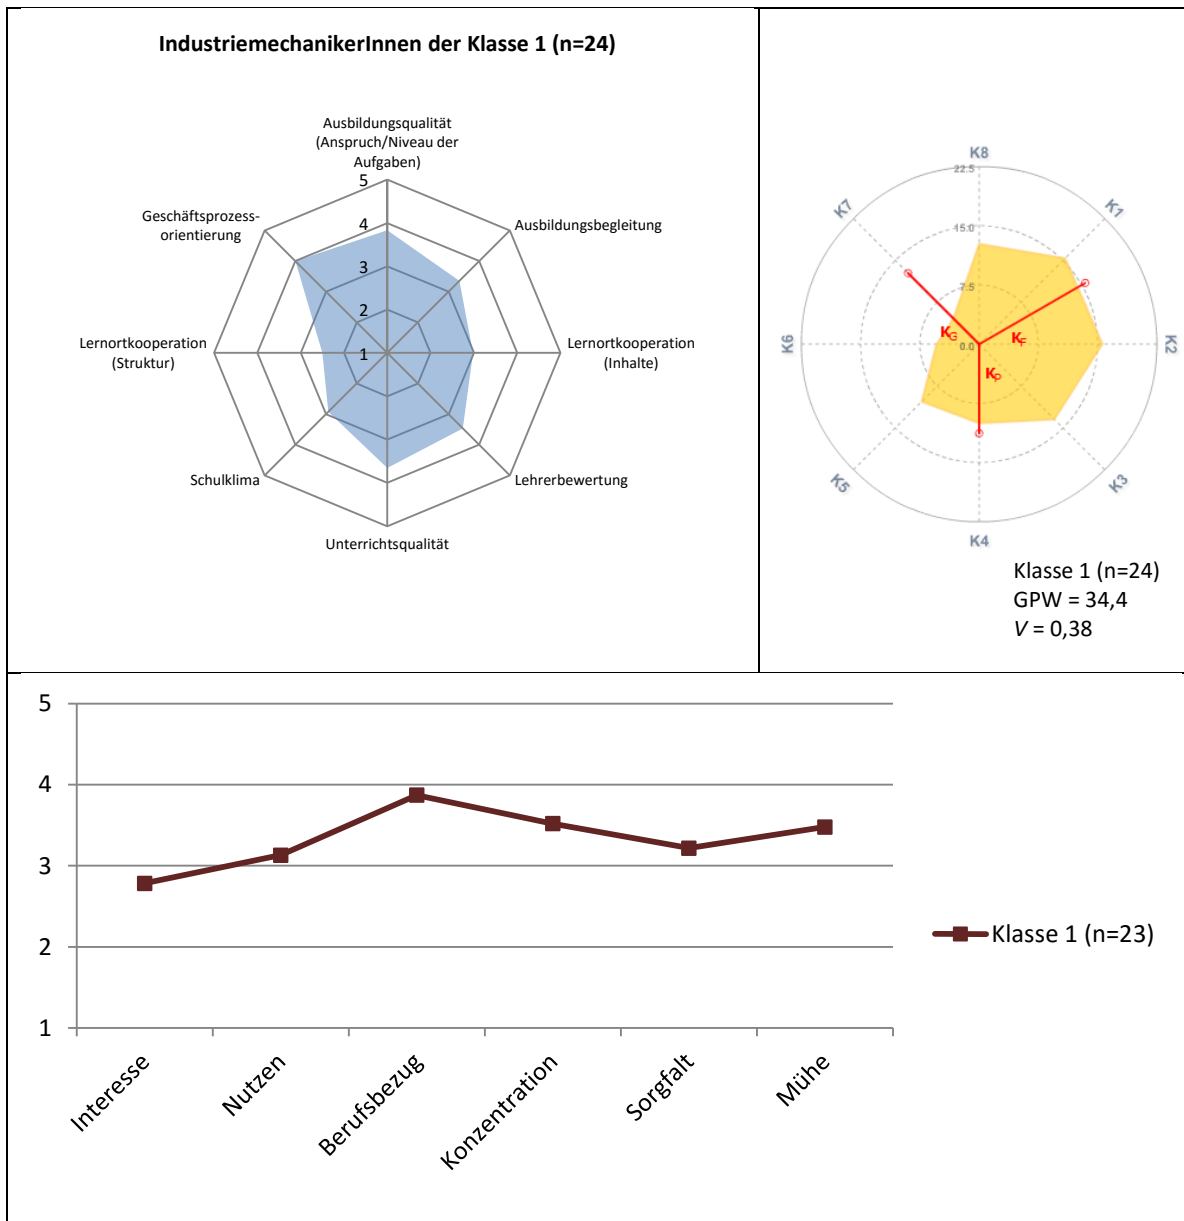 IndustriemechanikerInnen der Klasse 1 (n=24)
Ausbildungsqualität
(Anspruch/Niveau der
Aufgaben)
Ausbildungsbegleitung
Lernortkooperation
(Inhalte)
Lehrerbewertung
Unterrichtsqualität
Schulklima
Lernortkooperation
(Struktur)
Geschäftsprozess-
orientierung
5
4
3
2
1
K8
K1
K2
K3
K4
K5
K6
K7
22.5
15.0
7.5
0.0
KG
KF
KP
Klasse 1 (n=24)
GPW = 34,4
V = 0,38
5
4
3
2
1
Interesse
Nutzen
Berufsbezug
Konzentration
Sorgfalt
Mühe
Klasse 1 (n=23)